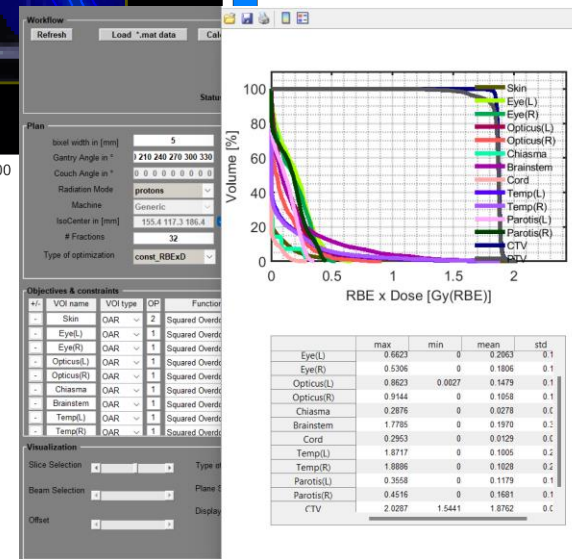 Workflow
Refresh
Load *.mat data
Calc
Status
00
Plan
bixel width in [mm] 5
Gantry Angle in ° 210 240 270 300 330
Couch Angle in ° 0 0 0 0 0 0 0 0 0
Radiation Mode protons
Machine Generic
IsoCenter in [mm] 155.4 117.3 186.4
# Fractions 32
Type of optimization const_RBExD
Objectives & constraints
+/- VOI name VOI type OP Function
- Skin OAR 2 Squared Overdo
- Eye(L) OAR 1 Squared Overdo
- Eye(R) OAR 1 Squared Overdo
- Opticus(L) OAR 1 Squared Overdo
- Opticus(R) OAR 1 Squared Overdo
- Chiasma OAR 1 Squared Overdo
- Brainstem OAR 1 Squared Overdo
- Temp(L) OAR 1 Squared Overdo
- Temp(R) OAR 1 Squared Overdo
Visualization
Slice Selection
Type of
Beam Selection
Plane S
Offset
Display
Volume [%]
100
80
60
40
20
0
0 0.5 1 1.5 2
RBE x Dose [Gy(RBE)]
Skin
Eye(L)
Eye(R)
Opticus(L)
Opticus(R)
Chiasma
Brainstem
Cord
Temp(L)
Temp(R)
Parotis(L)
Parotis(R)
CTV
PTV
max min mean std
Eye(L) 0.6623 0 0.2063 0.1
Eye(R) 0.5306 0 0.1806 0.1
Opticus(L) 0.8623 0.0027 0.1479 0.1
Opticus(R) 0.9144 0 0.1058 0.1
Chiasma 0.2876 0 0.0278 0.0
Brainstem 1.7785 0 0.1970 0.3
Cord 0.2953 0 0.0129 0.0
Temp(L) 1.8717 0 0.1005 0.2
Temp(R) 1.8886 0 0.1028 0.2
Parotis(L) 0.3558 0 0.1179 0.1
Parotis(R) 0.4516 0 0.1681 0.1
CTV 2.0287 1.5441 1.8762 0.0